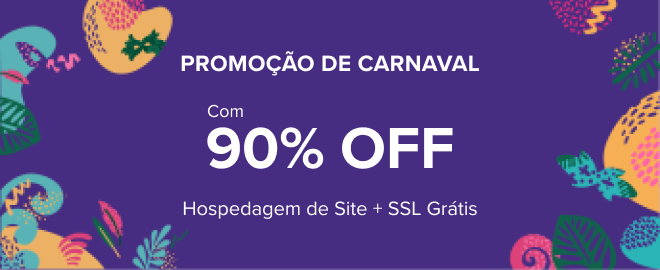 PROMOÇÃO DE CARNAVAL
Com
90% OFF
Hospedagem de Site + SSL Grátis